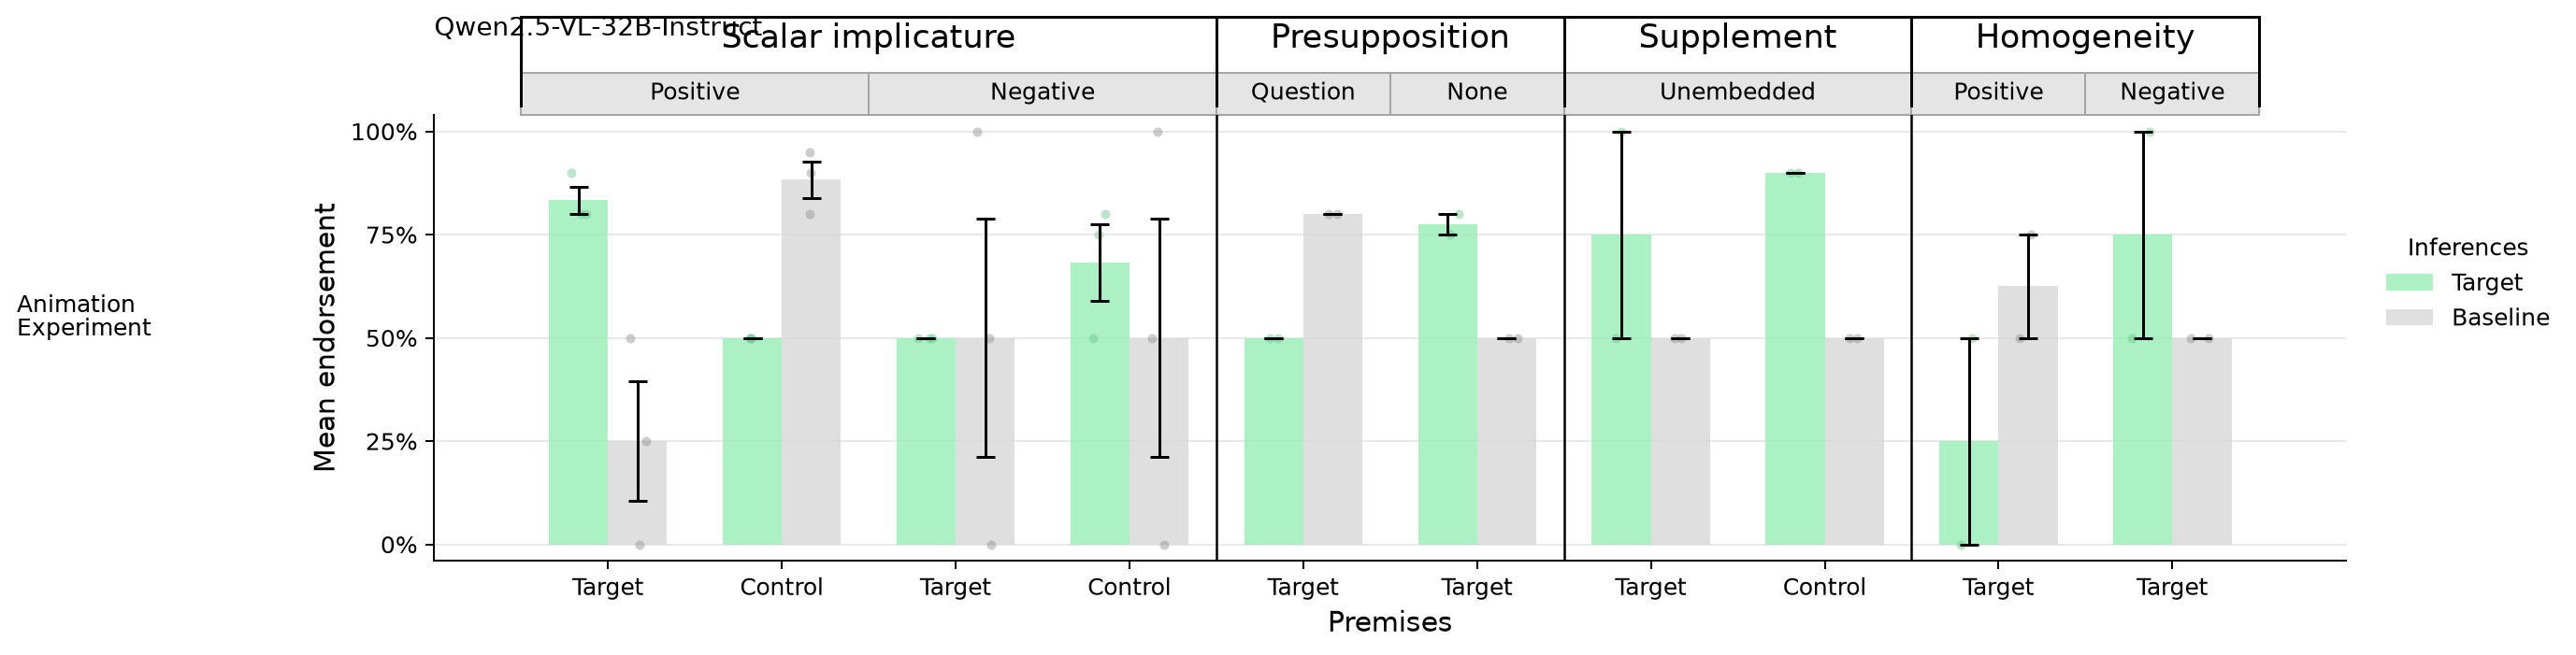 Qwen2.5-VL-32B-Instruct
Scalar implicature Presupposition Supplement Homogeneity
Positive Negative Question None Unembedded Positive Negative
100%
75%
50%
25%
0%
Mean endorsement
Animation
Experiment
Inferences
Target
Baseline
Target Control Target Control Target Target Target Control Target Target
Premises